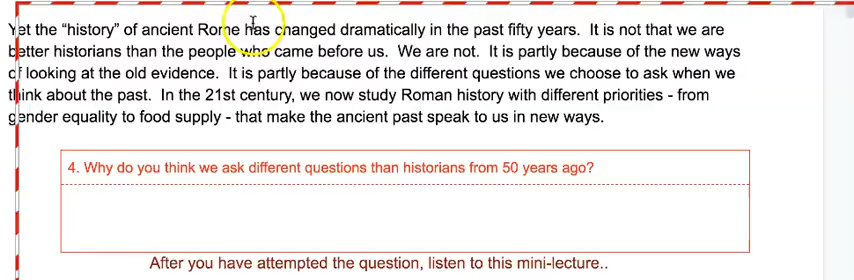 Yet the “history” of ancient Rome has changed dramatically in the past fifty years.  It is not that we are
better historians than the people who came before us.  We are not.  It is partly because of the new ways
of looking at the old evidence.  It is partly because of the different questions we choose to ask when we
think about the past.  In the 21st century, we now study Roman history with different priorities - from
gender equality to food supply - that make the ancient past speak to us in new ways.
4. Why do you think we ask different questions than historians from 50 years ago?
After you have attempted the question, listen to this mini-lecture..